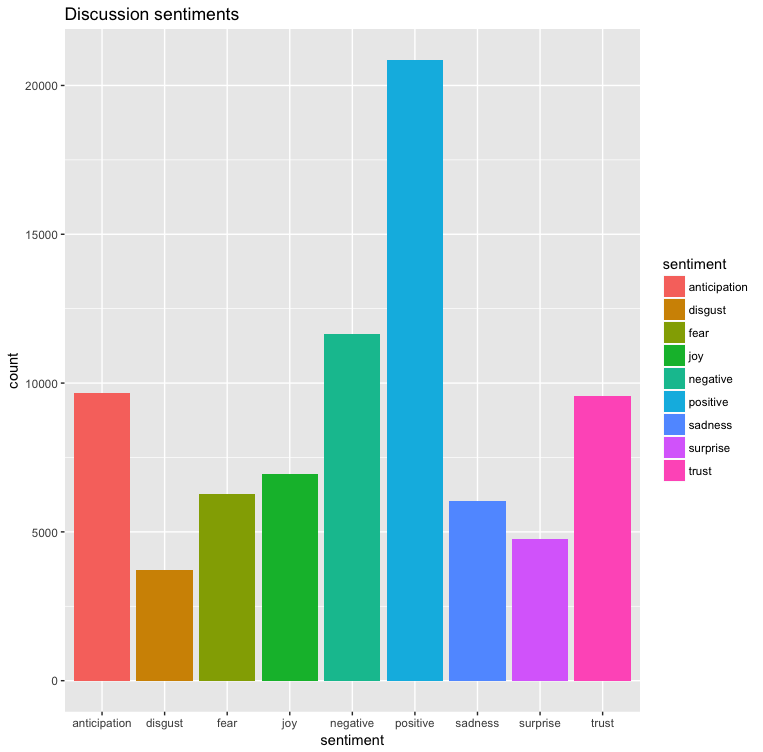 Discussion sentiments
20000
15000
10000
5000
0
count
anticipation disgust fear joy negative positive sadness surprise trust
sentiment
sentiment
anticipation
disgust
fear
joy
negative
positive
sadness
surprise
trust